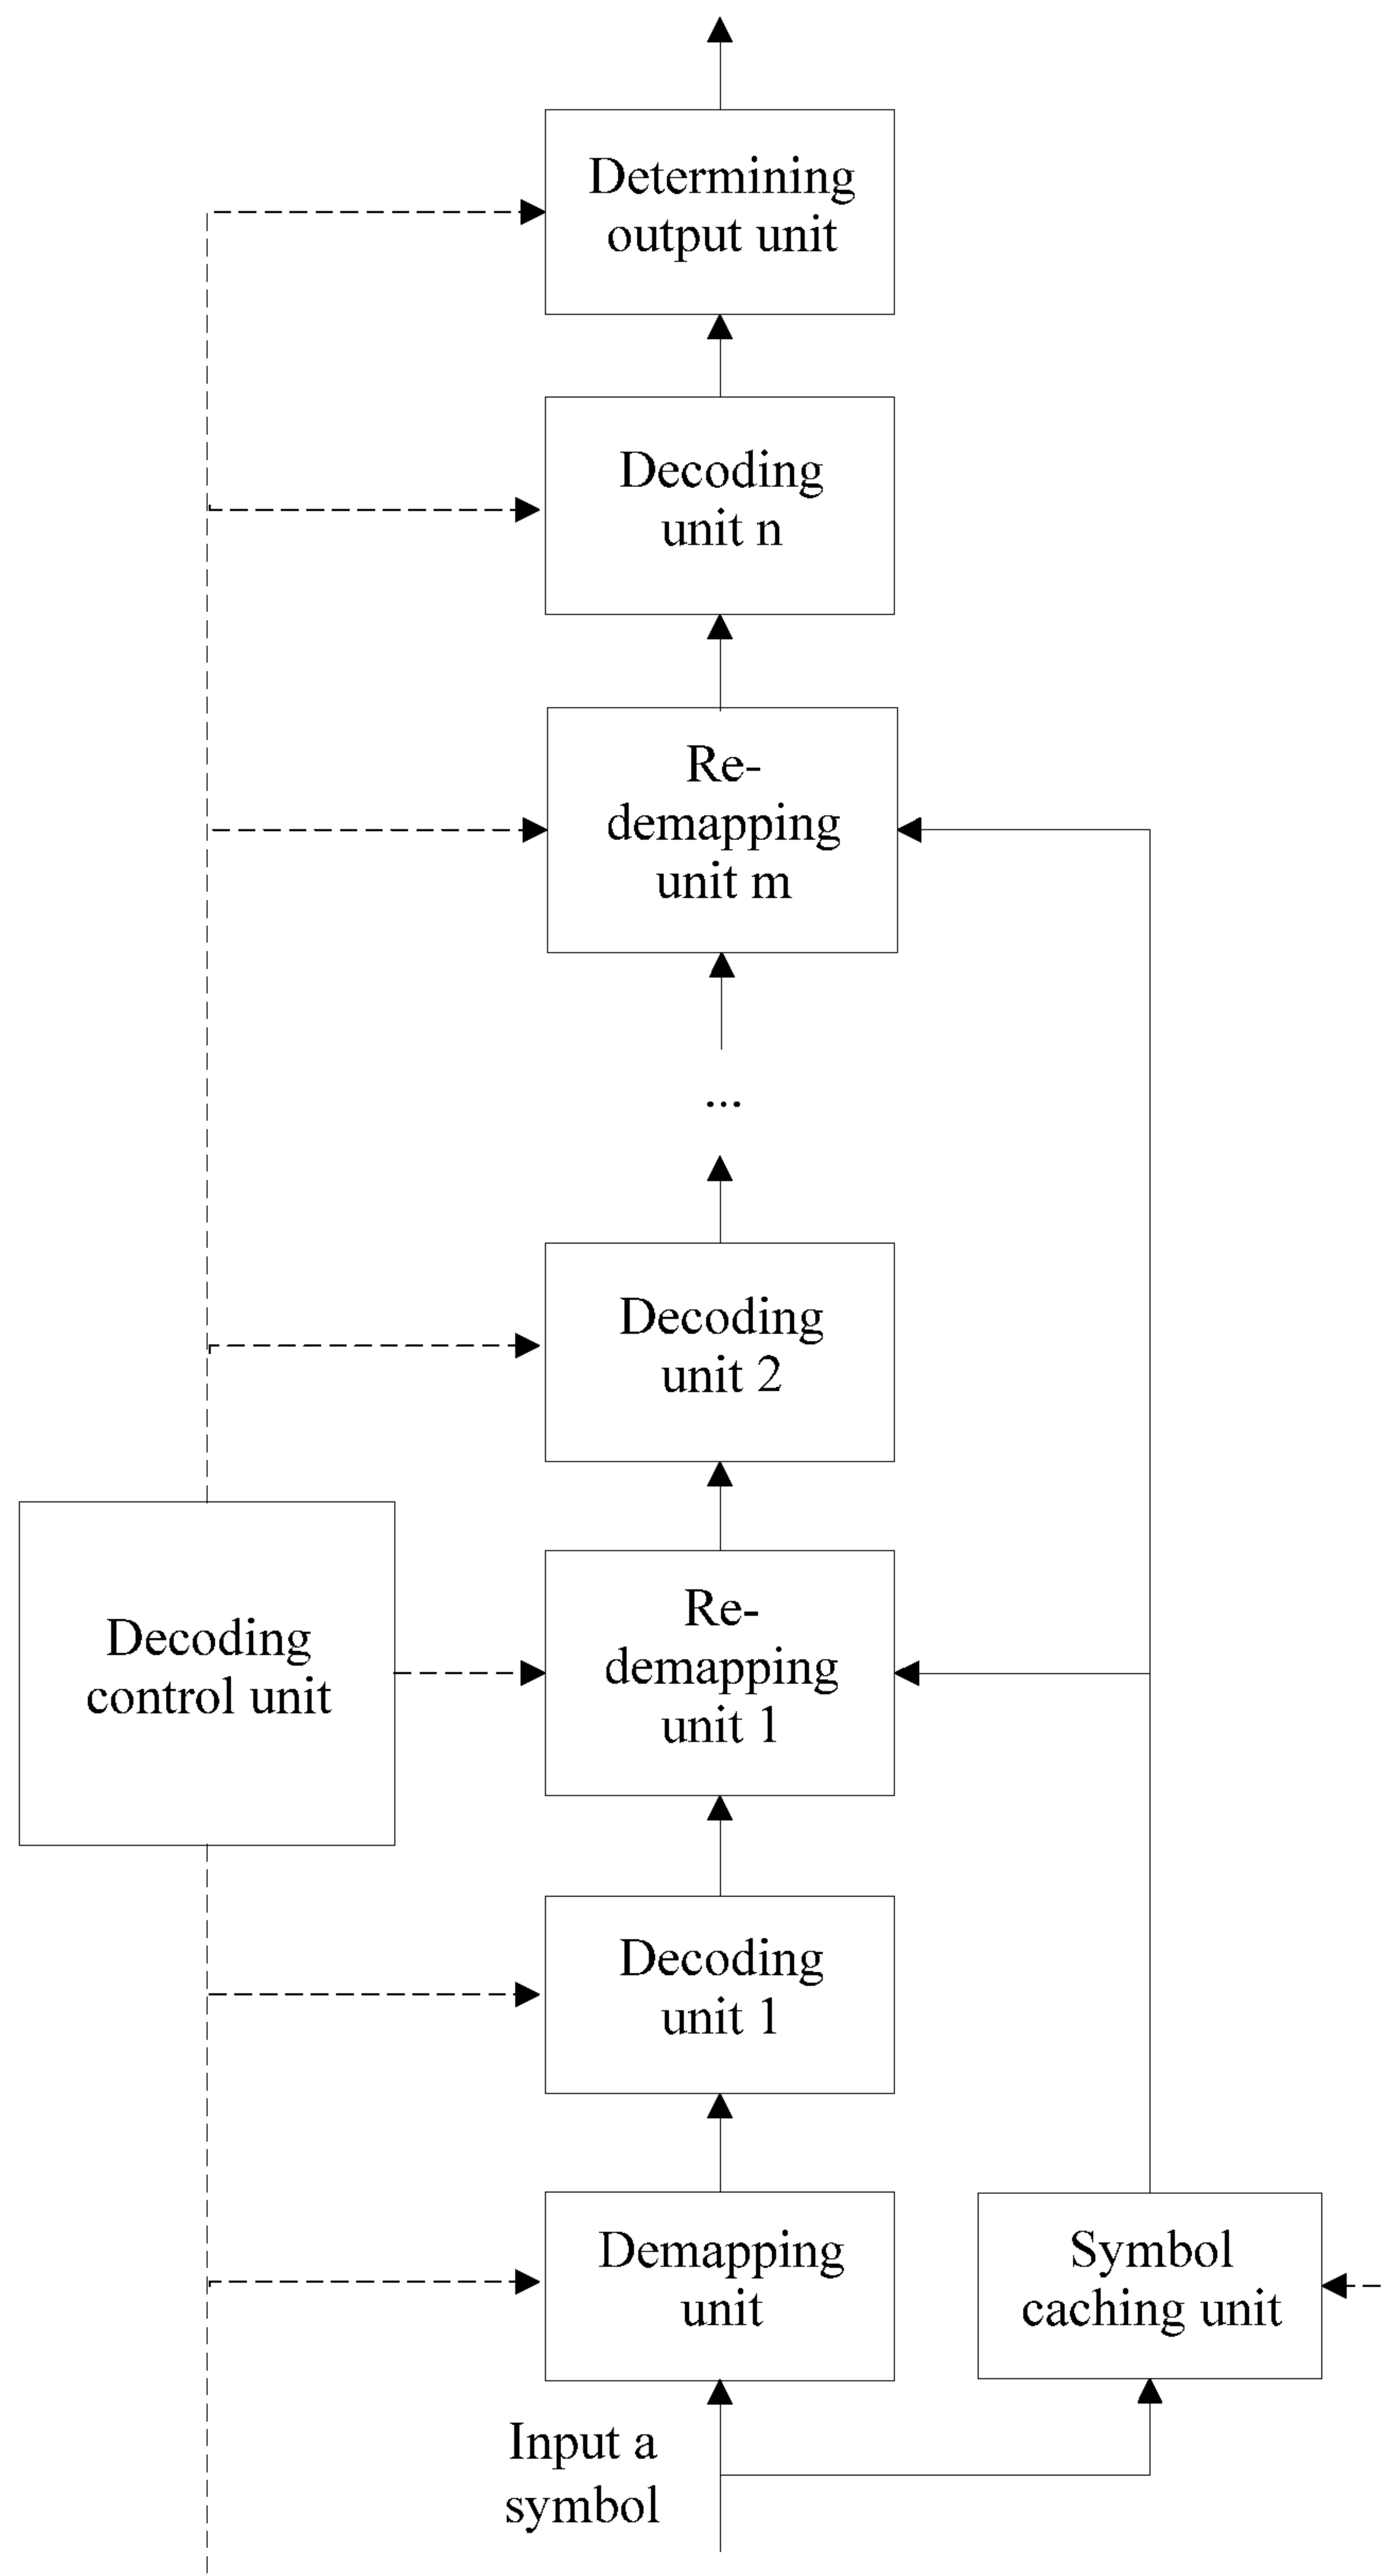 Determining
output unit
Decoding
unit n
Re-
demapping
unit m
...
Decoding
unit 2
Decoding
control unit
Re-
demapping
unit 1
Decoding
unit 1
Demapping
unit
Symbol
caching unit
Input a
symbol